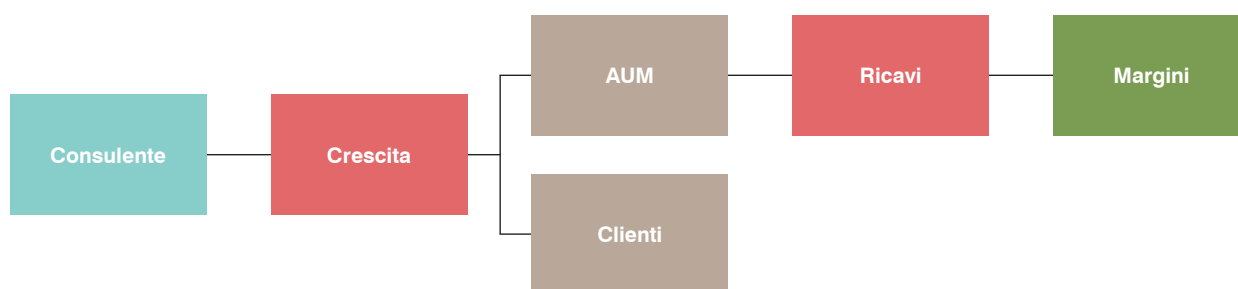 Consulente
Crescita
AUM
Ricavi
Margini
Clienti